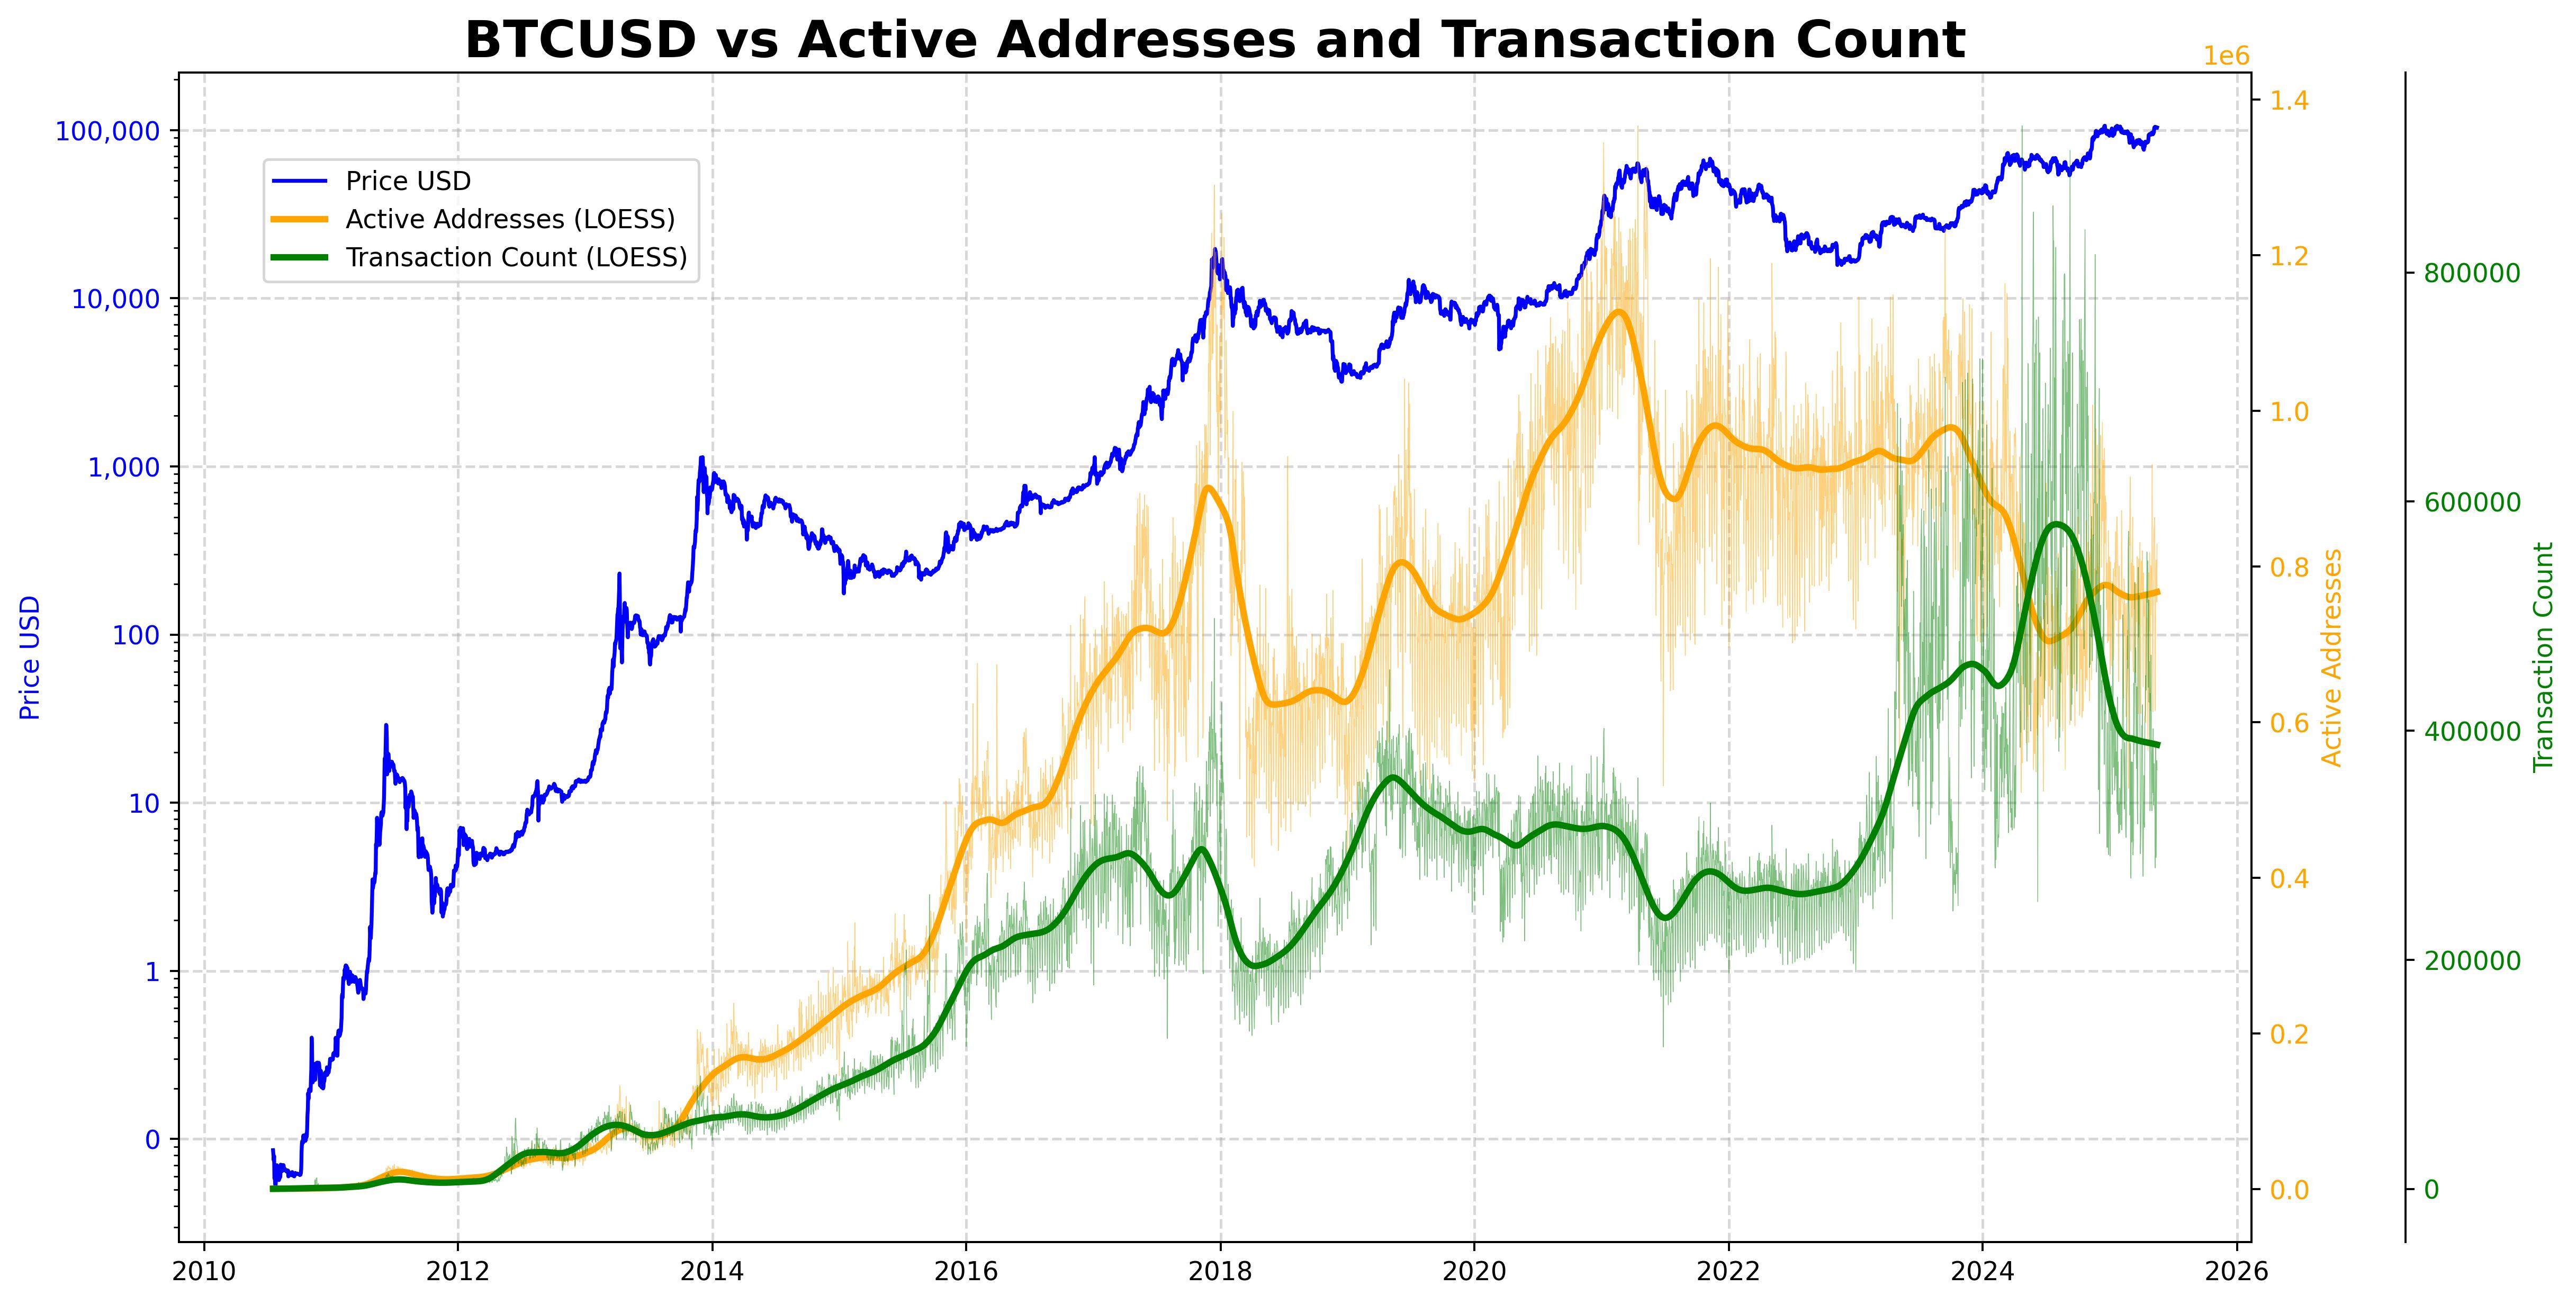 BTCUSD vs Active Addresses and Transaction Count
1e6
Price USD
100,000
10,000
1,000
100
10
1
0
Price USD
Active Addresses (LOESS)
Transaction Count (LOESS)
2010 2012 2014 2016 2018 2020 2022 2024 2026
1.4
1.2
1.0
0.8
0.6
0.4
0.2
0.0
Active Addresses
800000
600000
400000
200000
0
Transaction Count